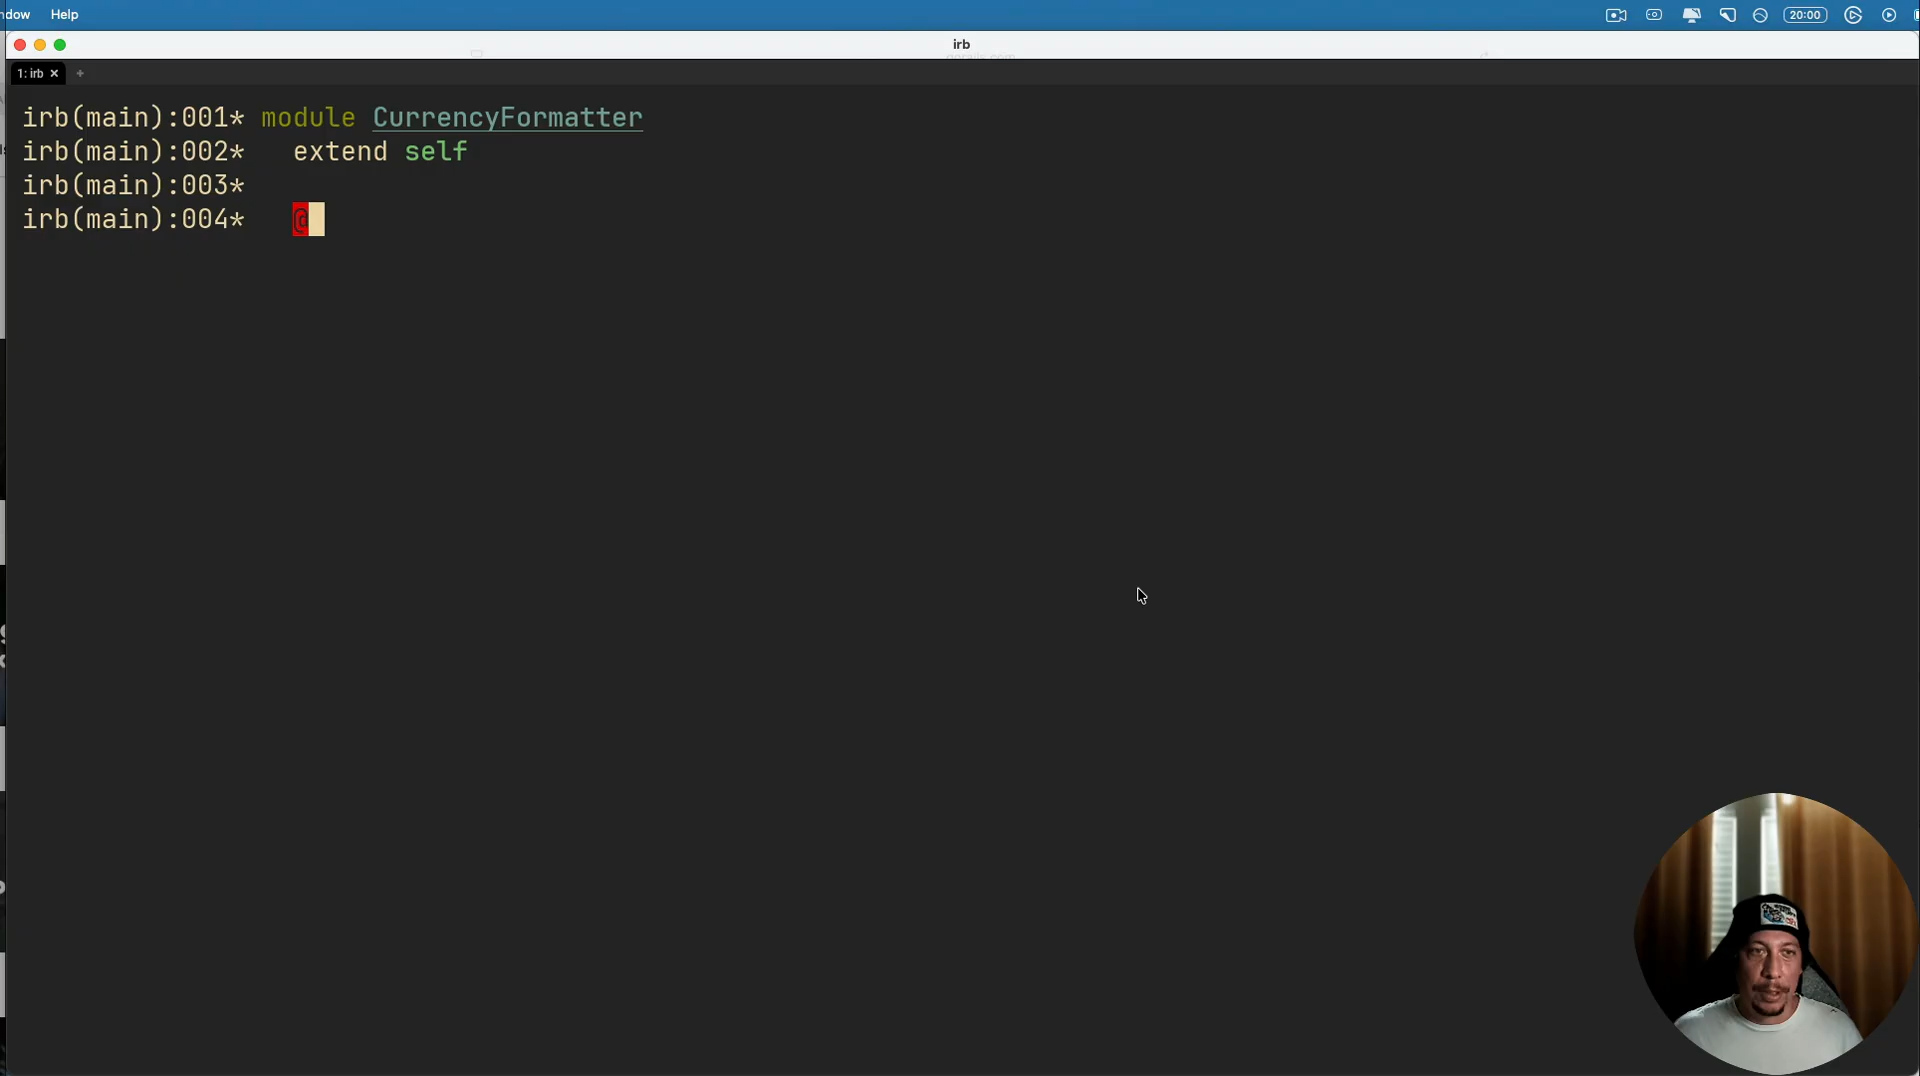 Help
20:00
irb
1: irb × +
irb(main):001* module CurrencyFormatter
irb(main):002*   extend self
irb(main):003*
irb(main):004*   @